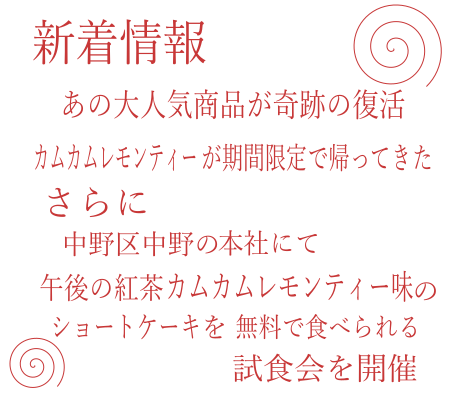 新着情報
あの大人気商品が奇跡の復活
カムカムレモンティーが期間限定で帰ってきた
さらに
中野区中野の本社にて
午後の紅茶カムカムレモンティー味の
ショートケーキを 無料で食べられる
試食会を開催